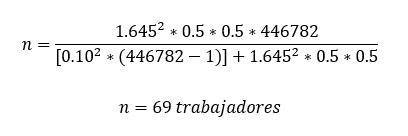 n = 1.645² * 0.5 * 0.5 * 446782 / [0.10² * (446782 − 1)] + 1.645² * 0.5 * 0.5
n = 69 trabajadores